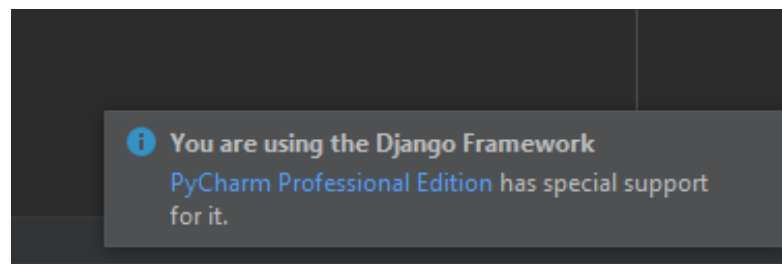 You are using the Django Framework
PyCharm Professional Edition has special support
for it.